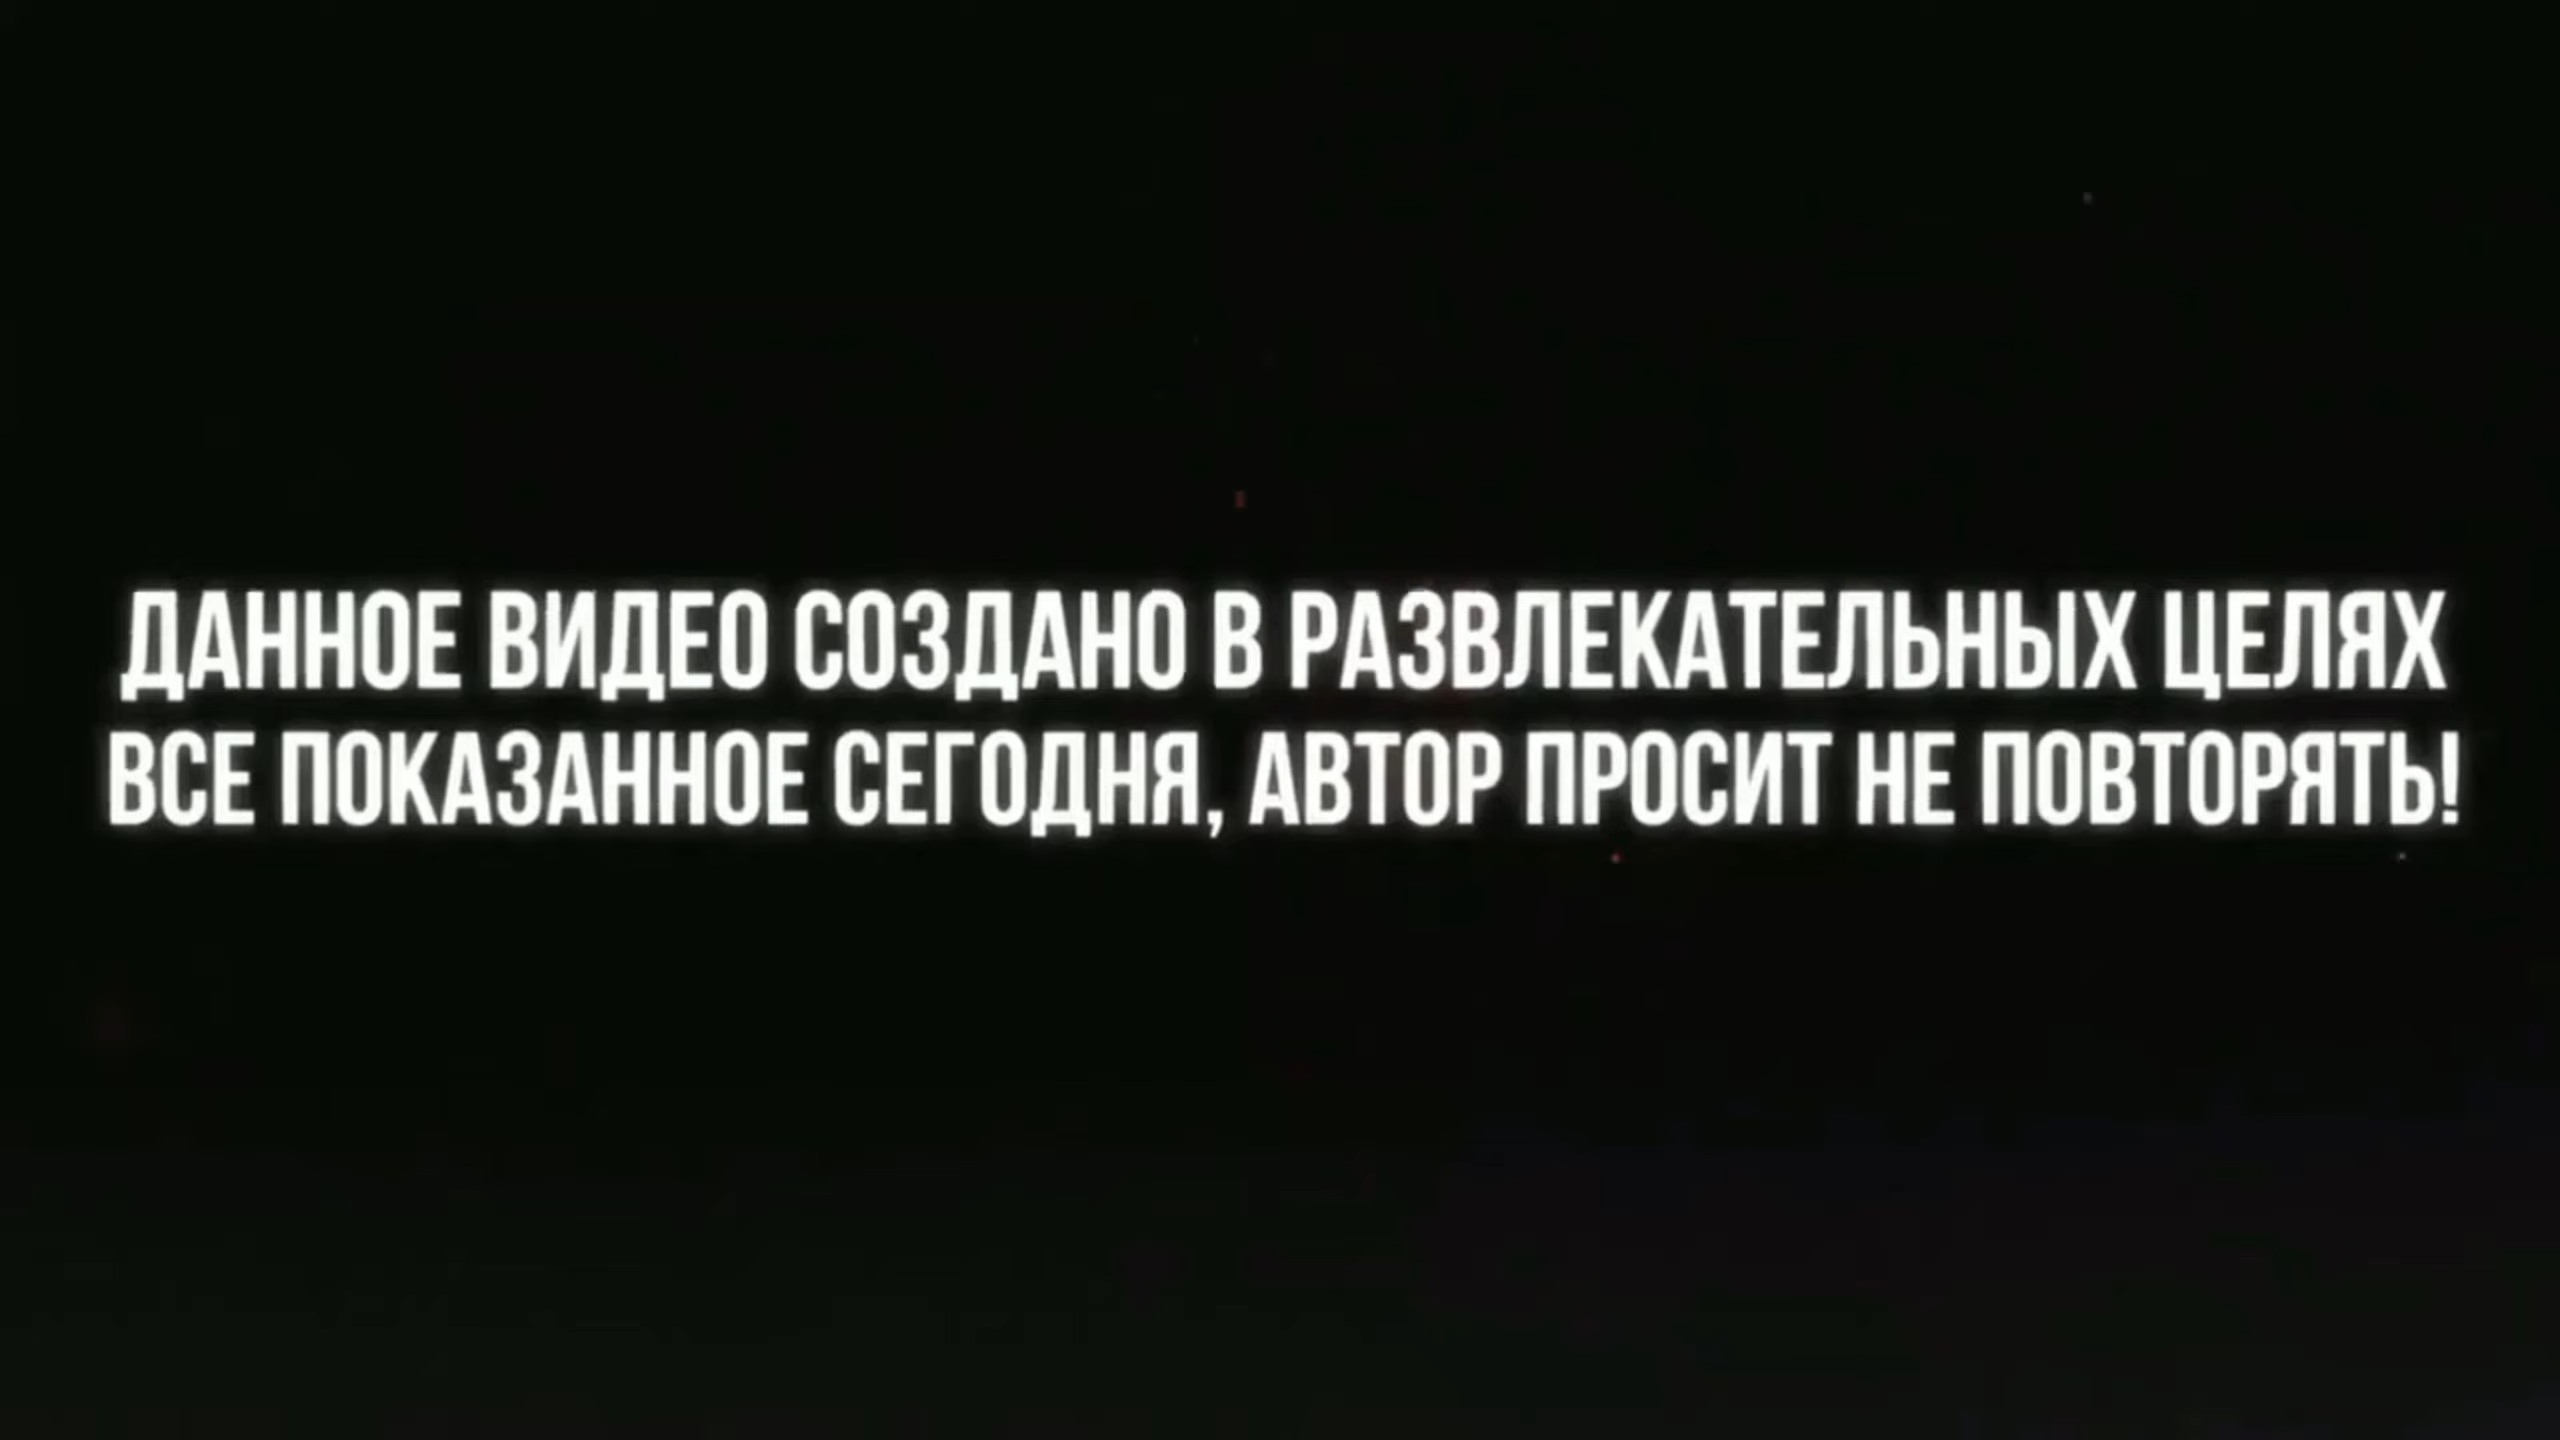 ДАННОЕ ВИДЕО СОЗДАНО В РАЗВЛЕКАТЕЛЬНЫХ ЦЕЛЯХ
ВСЕ ПОКАЗАННОЕ СЕГОДНЯ, АВТОР ПРОСИТ НЕ ПОВТОРЯТЬ!